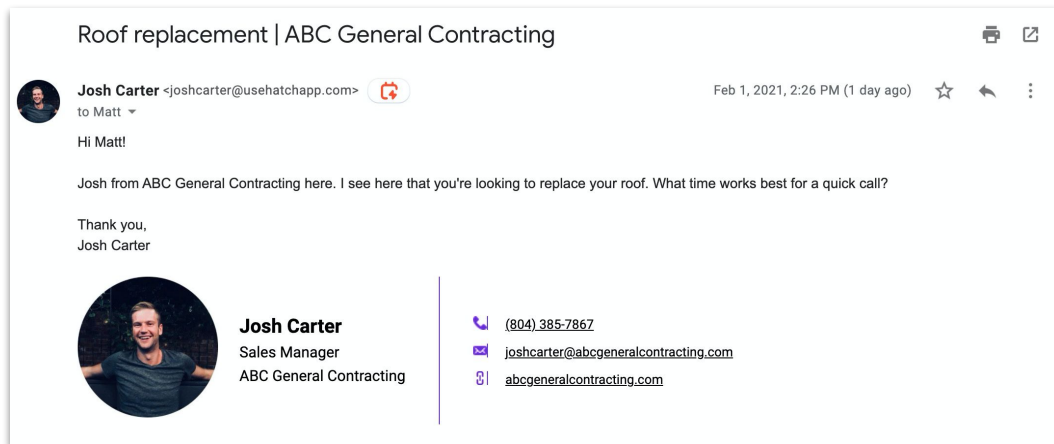 Roof replacement | ABC General Contracting
Josh Carter <joshcarter@usehatchapp.com>
Feb 1, 2021, 2:26 PM (1 day ago)
to Matt
Hi Matt!
Josh from ABC General Contracting here. I see here that you're looking to replace your roof. What time works best for a quick call?
Thank you,
Josh Carter
Josh Carter
Sales Manager
ABC General Contracting
(804) 385-7867
joshcarter@abcgeneralcontracting.com
abcgeneralcontracting.com